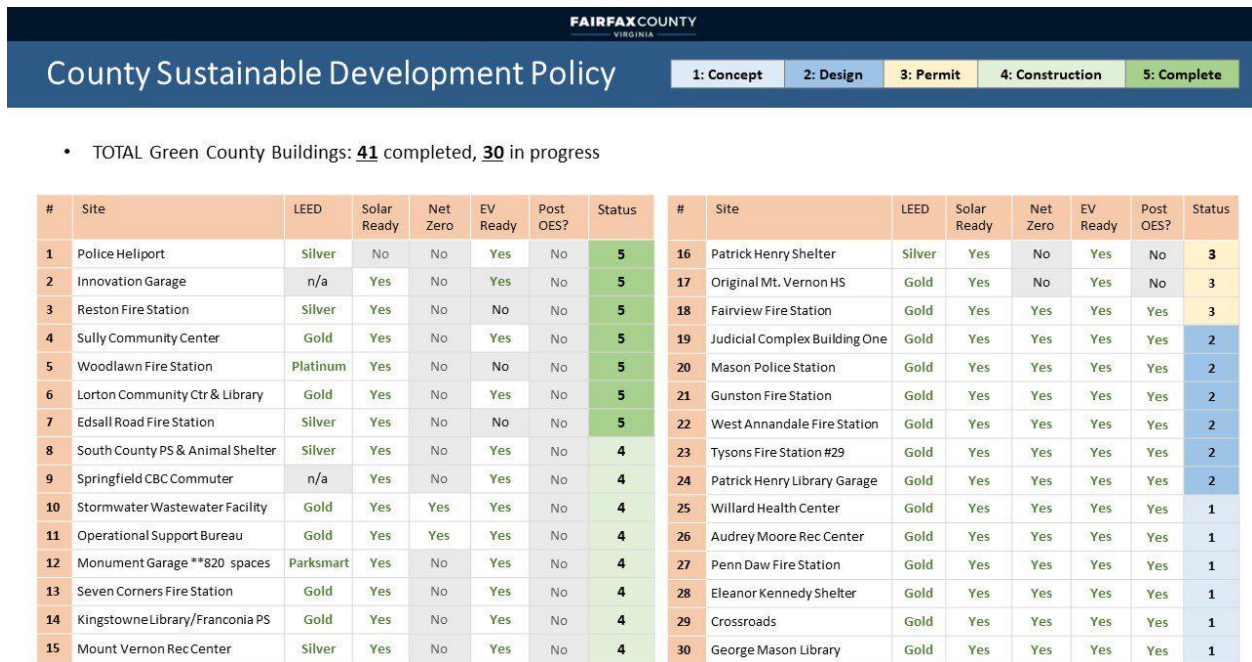 FAIRFAX COUNTY
VIRGINIA
County Sustainable Development Policy
1: Concept 2: Design 3: Permit 4: Construction 5: Complete
• TOTAL Green County Buildings: 41 completed, 30 in progress
# Site LEED Solar Ready Net Zero EV Ready Post OES? Status
1 Police Heliport Silver No No Yes No 5
2 Innovation Garage n/a Yes No Yes No 5
3 Reston Fire Station Silver Yes No No No 5
4 Sully Community Center Gold Yes No Yes No 5
5 Woodlawn Fire Station Platinum Yes No No No 5
6 Lorton Community Ctr & Library Gold Yes No Yes No 5
7 Edsall Road Fire Station Silver Yes No No No 5
8 South County PS & Animal Shelter Silver Yes No Yes No 4
9 Springfield CBC Commuter n/a Yes No Yes No 4
10 Stormwater Wastewater Facility Gold Yes Yes Yes No 4
11 Operational Support Bureau Gold Yes Yes Yes No 4
12 Monument Garage **820 spaces Parksmart Yes No Yes No 4
13 Seven Corners Fire Station Gold Yes No Yes No 4
14 Kingstowne Library/Franconia PS Gold Yes No Yes No 4
15 Mount Vernon Rec Center Silver Yes No Yes No 4
# Site LEED Solar Ready Net Zero EV Ready Post OES? Status
16 Patrick Henry Shelter Silver Yes No Yes No 3
17 Original Mt. Vernon HS Gold Yes No Yes No 3
18 Fairview Fire Station Gold Yes Yes Yes Yes 3
19 Judicial Complex Building One Gold Yes Yes Yes Yes 2
20 Mason Police Station Gold Yes Yes Yes Yes 2
21 Gunston Fire Station Gold Yes Yes Yes Yes 2
22 West Annandale Fire Station Gold Yes Yes Yes Yes 2
23 Tysons Fire Station #29 Gold Yes Yes Yes Yes 2
24 Patrick Henry Library Garage Gold Yes Yes Yes Yes 2
25 Willard Health Center Gold Yes Yes Yes Yes 1
26 Audrey Moore Rec Center Gold Yes Yes Yes Yes 1
27 Penn Daw Fire Station Gold Yes Yes Yes Yes 1
28 Eleanor Kennedy Shelter Gold Yes Yes Yes Yes 1
29 Crossroads Gold Yes Yes Yes Yes 1
30 George Mason Library Gold Yes Yes Yes Yes 1